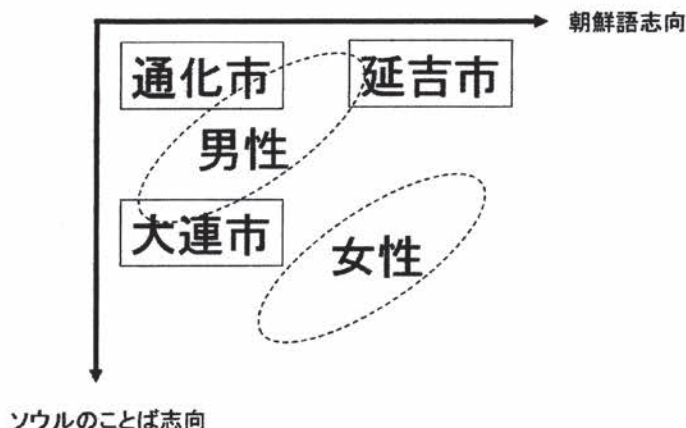 朝鮮語志向
通化市
延吉市
男性
大連市
女性
ソウルのことば志向